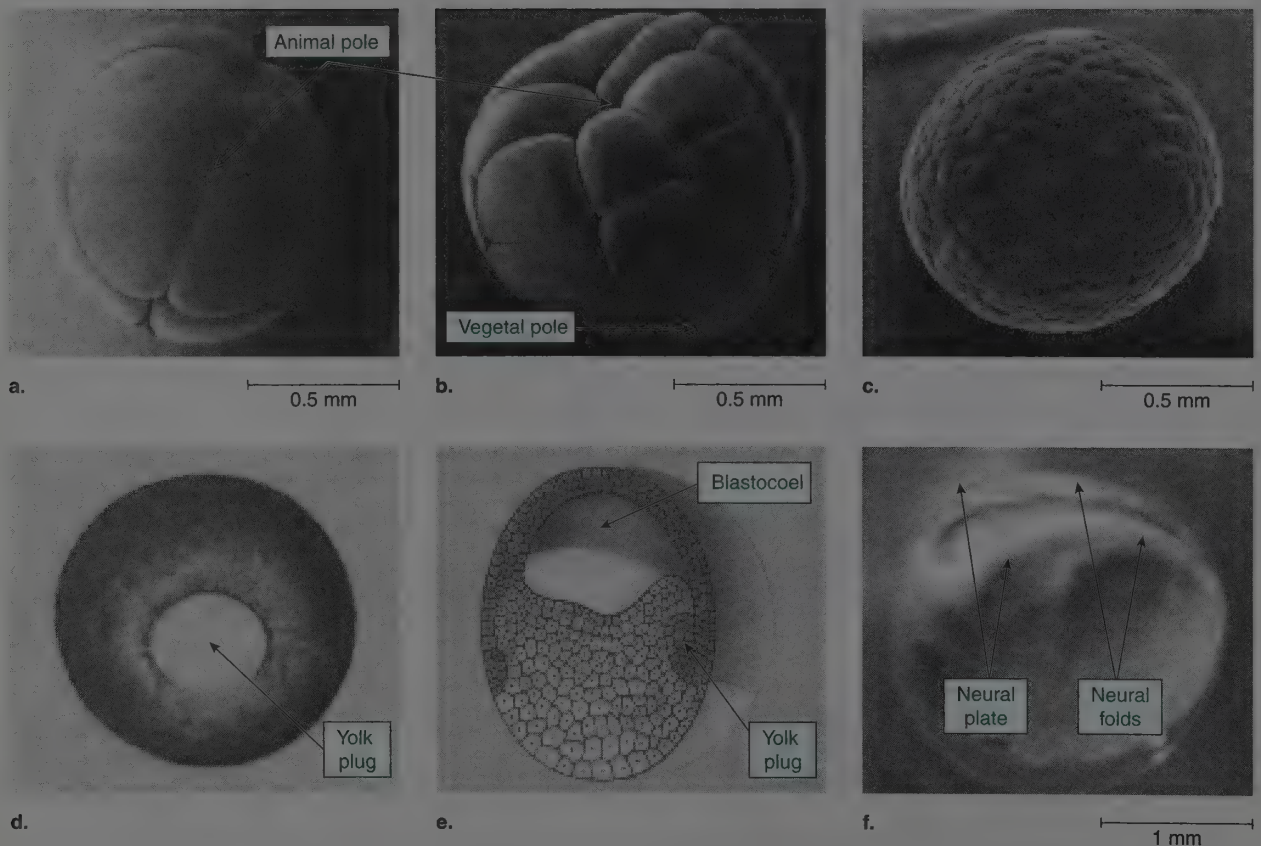 Animal pole
Vegetal pole
a.
0.5 mm
b.
0.5 mm
c.
0.5 mm
Blastocoel
Yolk
plug
Yolk
plug
Neural
plate
Neural
folds
d.
e.
f.
1 mm